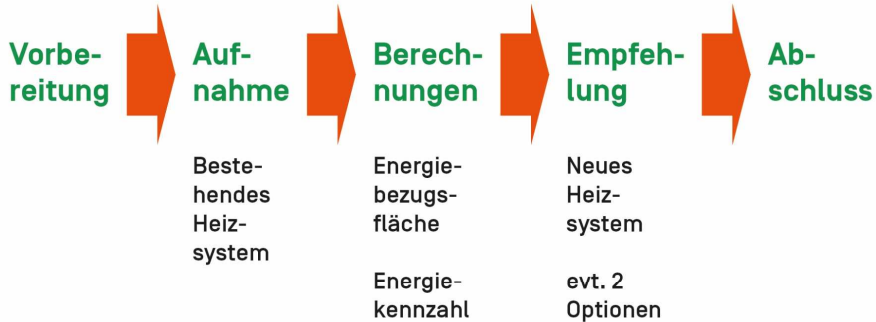 Vorbe-
reitung
Auf-
nahme
Berech-
nungen
Empfeh-
lung
Ab-
schluss
Beste-
hendes
Heiz-
system
Energie-
bezugs-
fläche
Energie-
kennzahl
Neues
Heiz-
system
evt. 2
Optionen